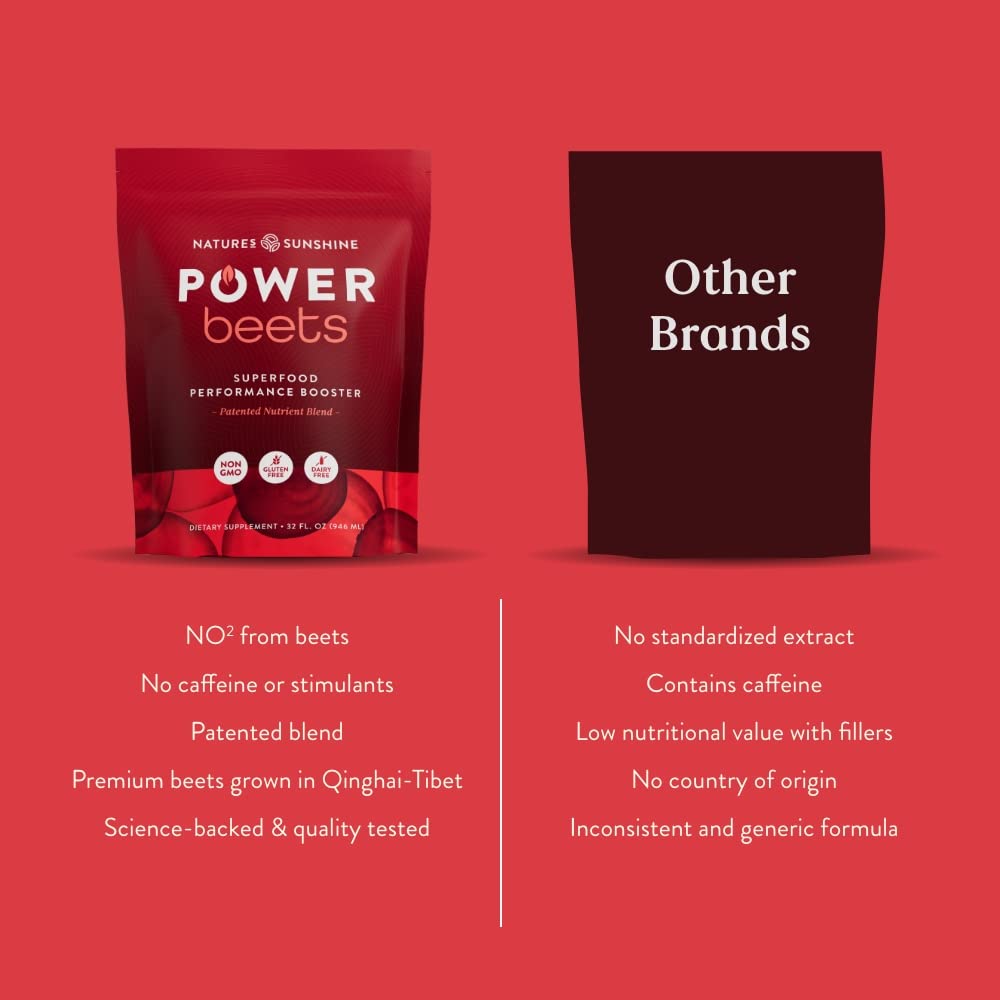 NATURES SUNSHINE
POWER
beets
SUPERFOOD
PERFORMANCE BOOSTER
~ Patented Nutrient Blend ~
NON
GMO
GLUTEN
FREE
DAIRY
FREE
DIETARY SUPPLEMENT • 32 FL. OZ (946 ML)
Other
Brands
NO² from beets
No caffeine or stimulants
Patented blend
Premium beets grown in Qinghai-Tibet
Science-backed & quality tested
No standardized extract
Contains caffeine
Low nutritional value with fillers
No country of origin
Inconsistent and generic formula